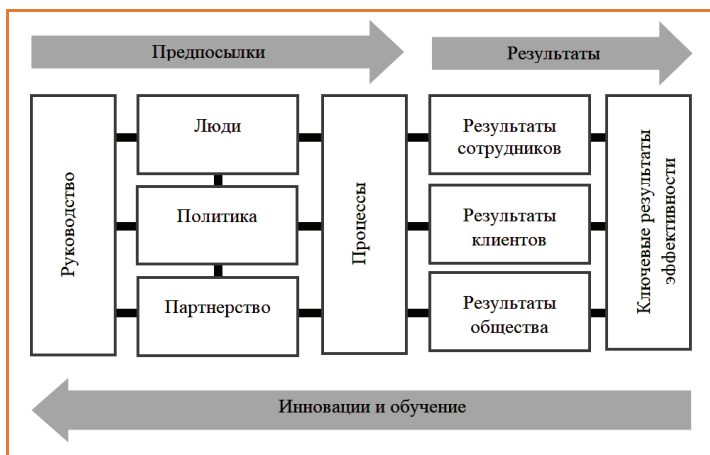 Предпосылки
Результаты
Руководство
Люди
Политика
Партнерство
Процессы
Результаты
сотрудников
Результаты
клиентов
Результаты
общества
Ключевые результаты
эффективности
Инновации и обучение